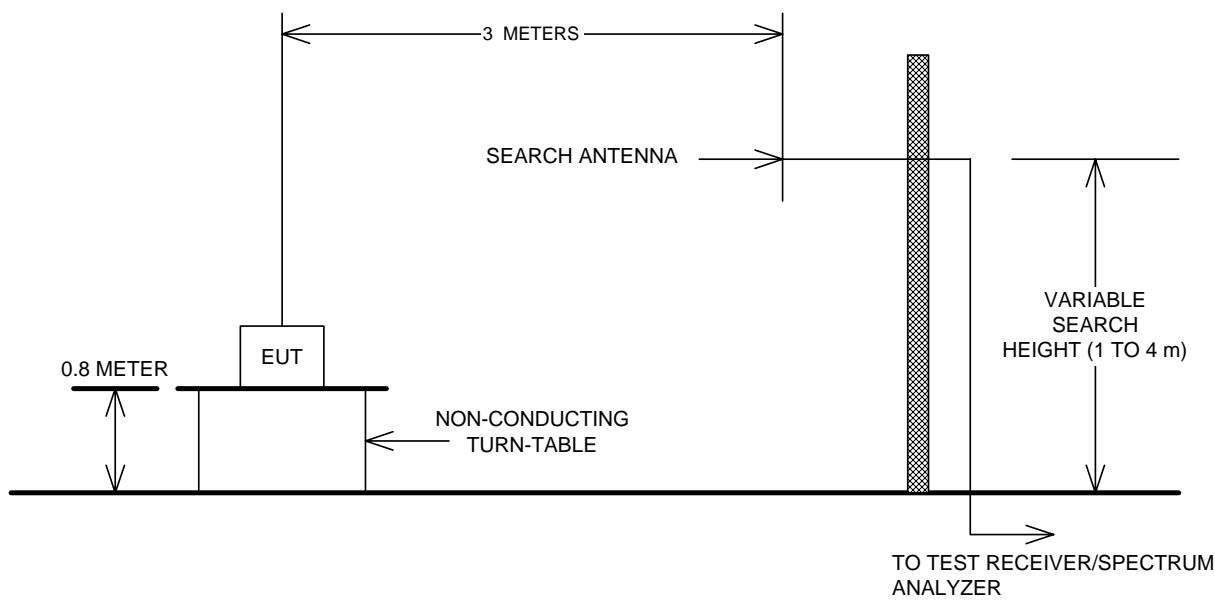 3 METERS
SEARCH ANTENNA
EUT
0.8 METER
NON-CONDUCTING
TURN-TABLE
VARIABLE
SEARCH
HEIGHT (1 TO 4 m)
TO TEST RECEIVER/SPECTRUM
ANALYZER